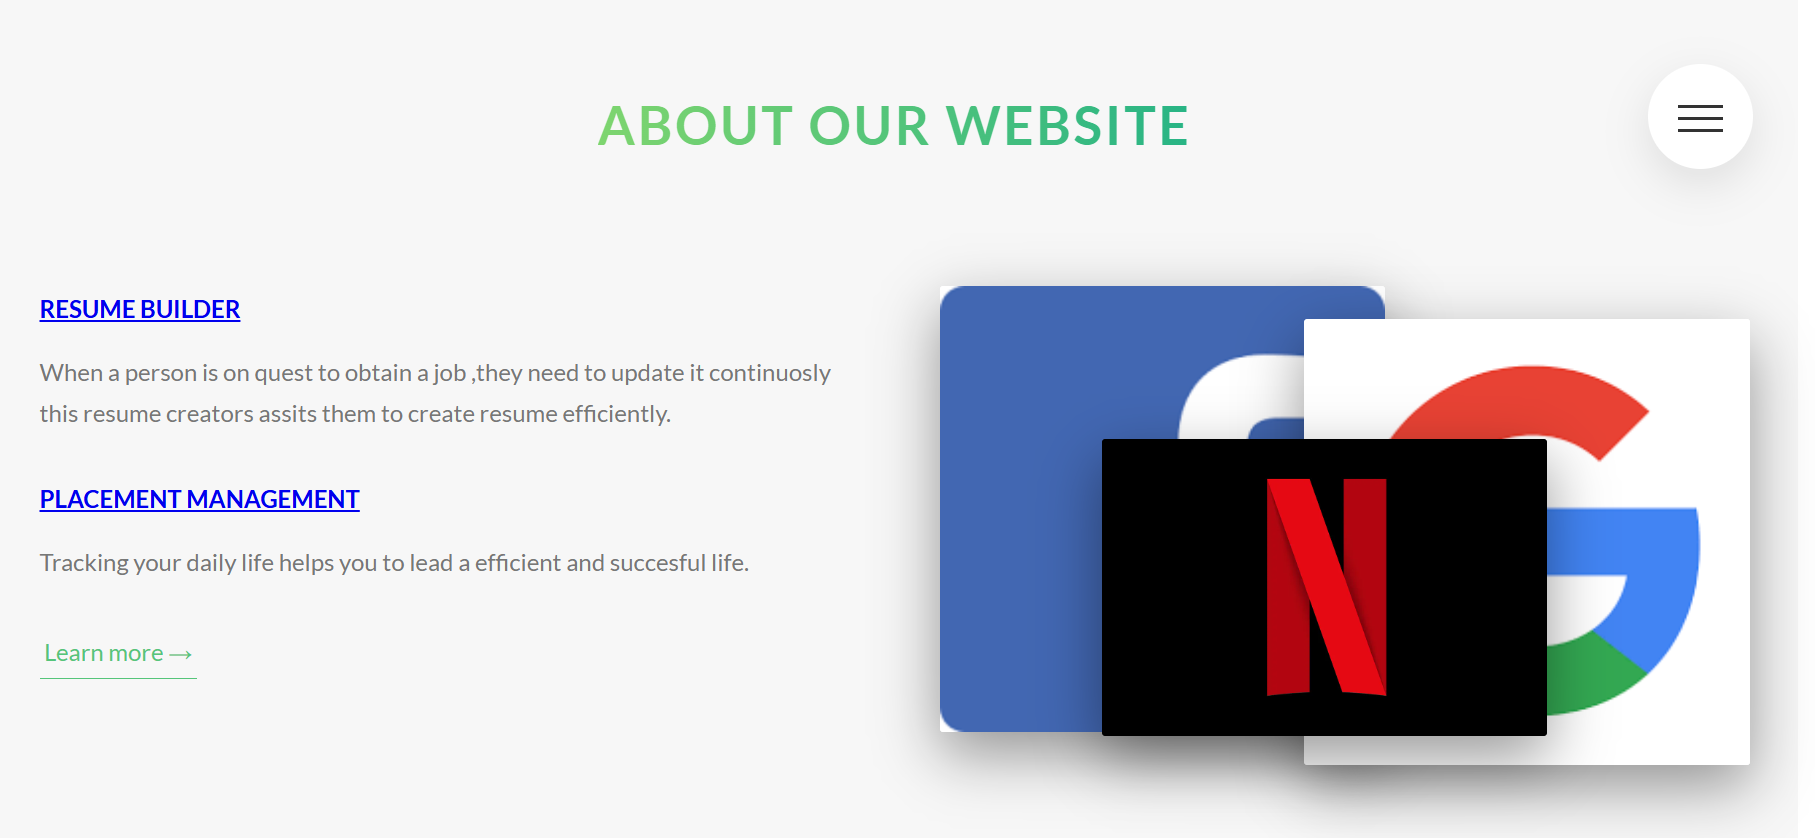 ABOUT OUR WEBSITE
RESUME BUILDER
When a person is on quest to obtain a job ,they need to update it continuosly
this resume creators assits them to create resume efficiently.
PLACEMENT MANAGEMENT
Tracking your daily life helps you to lead a efficient and succesful life.
Learn more →